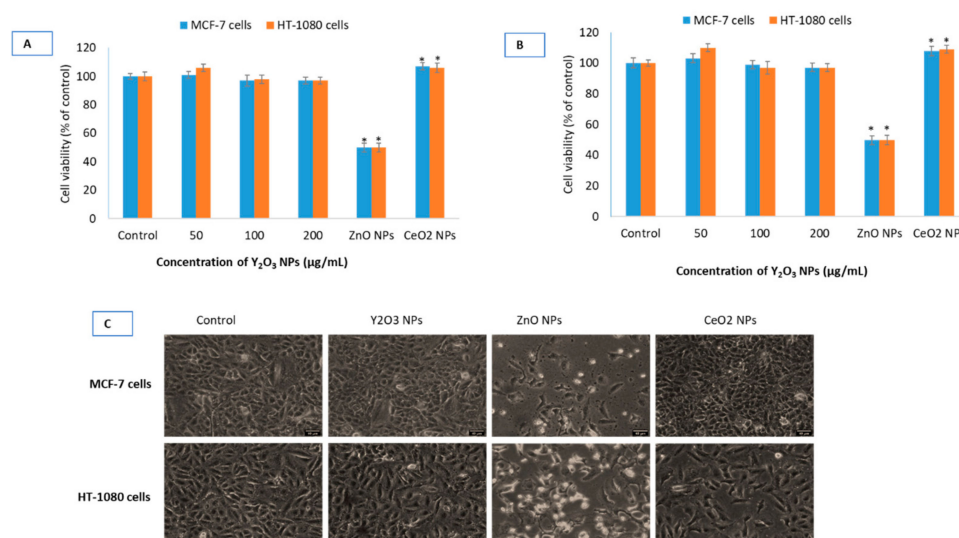 A
MCF-7 cells HT-1080 cells
Cell viability (% of control)
120
100
80
60
40
20
0
* * * *
Control 50 100 200 ZnO NPs CeO2 NPs
Concentration of Y₂O₃ NPs (µg/mL)
B
MCF-7 cells HT-1080 cells
Cell viability (% of control)
120
100
80
60
40
20
0
* * * *
Control 50 100 200 ZnO NPs CeO2 NPs
Concentration of Y₂O₃ NPs (µg/mL)
C
Control Y2O3 NPs ZnO NPs CeO2 NPs
MCF-7 cells
HT-1080 cells